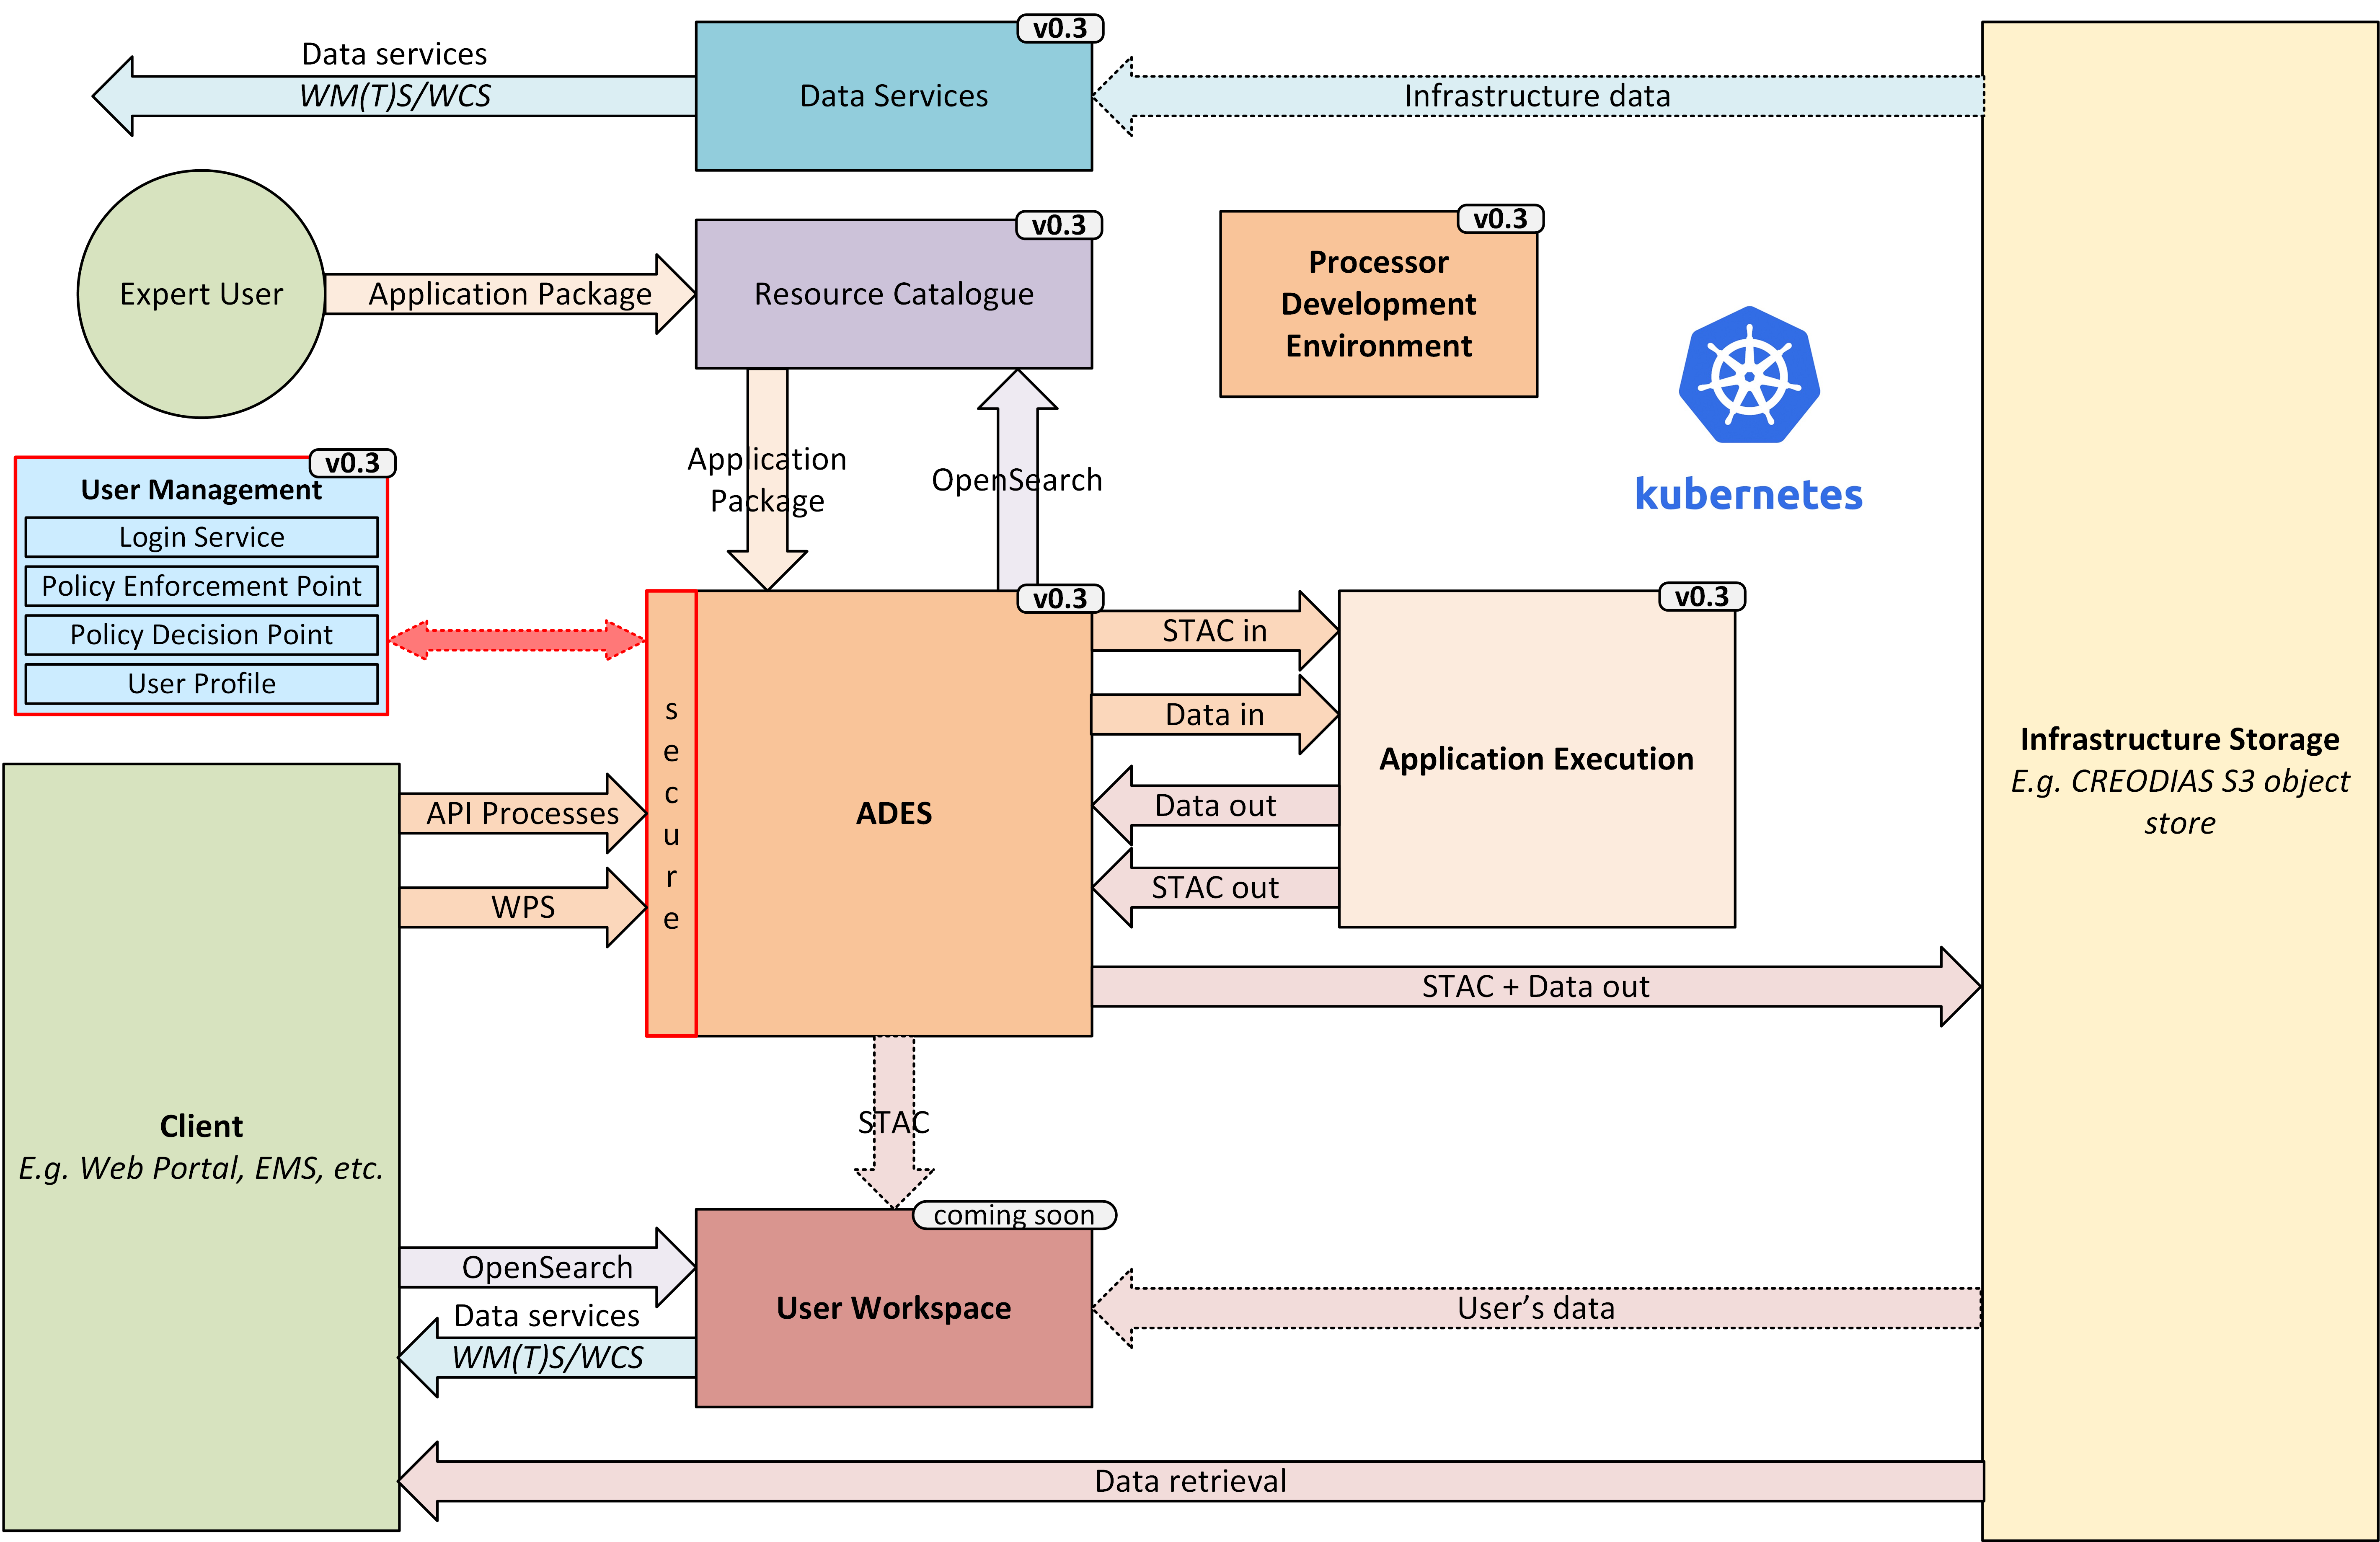 v0.3
Data services
WM(T)S/WCS
Data Services
Infrastructure data
v0.3
Expert User
Application Package
Resource Catalogue
v0.3
Processor
Development
Environment
kubernetes
Application
Package
OpenSearch
v0.3
User Management
Login Service
Policy Enforcement Point
Policy Decision Point
User Profile
v0.3
secure
ADES
STAC in
Data in
Data out
STAC out
v0.3
Application Execution
Infrastructure Storage
E.g. CREODIAS S3 object
store
API Processes
WPS
STAC + Data out
Client
E.g. Web Portal, EMS, etc.
STAC
coming soon
OpenSearch
Data services
WM(T)S/WCS
User Workspace
User’s data
Data retrieval